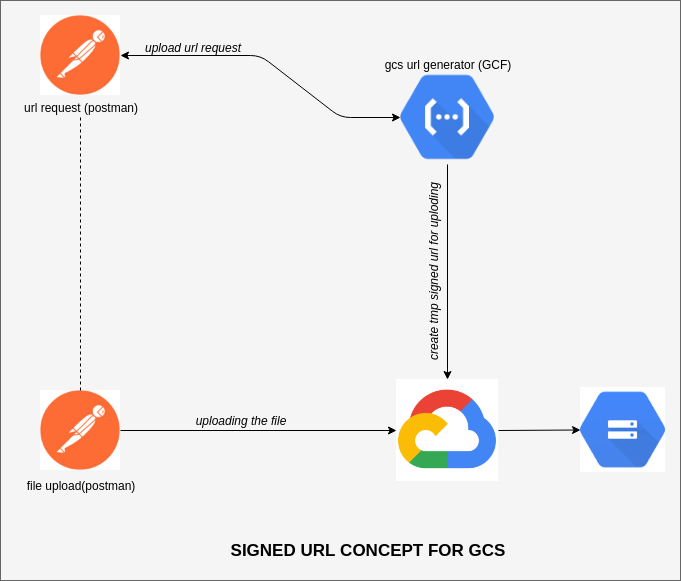 upload url request
gcs url generator (GCF)
url request (postman)
create tmp signed url for uploding
uploading the file
file upload(postman)
SIGNED URL CONCEPT FOR GCS